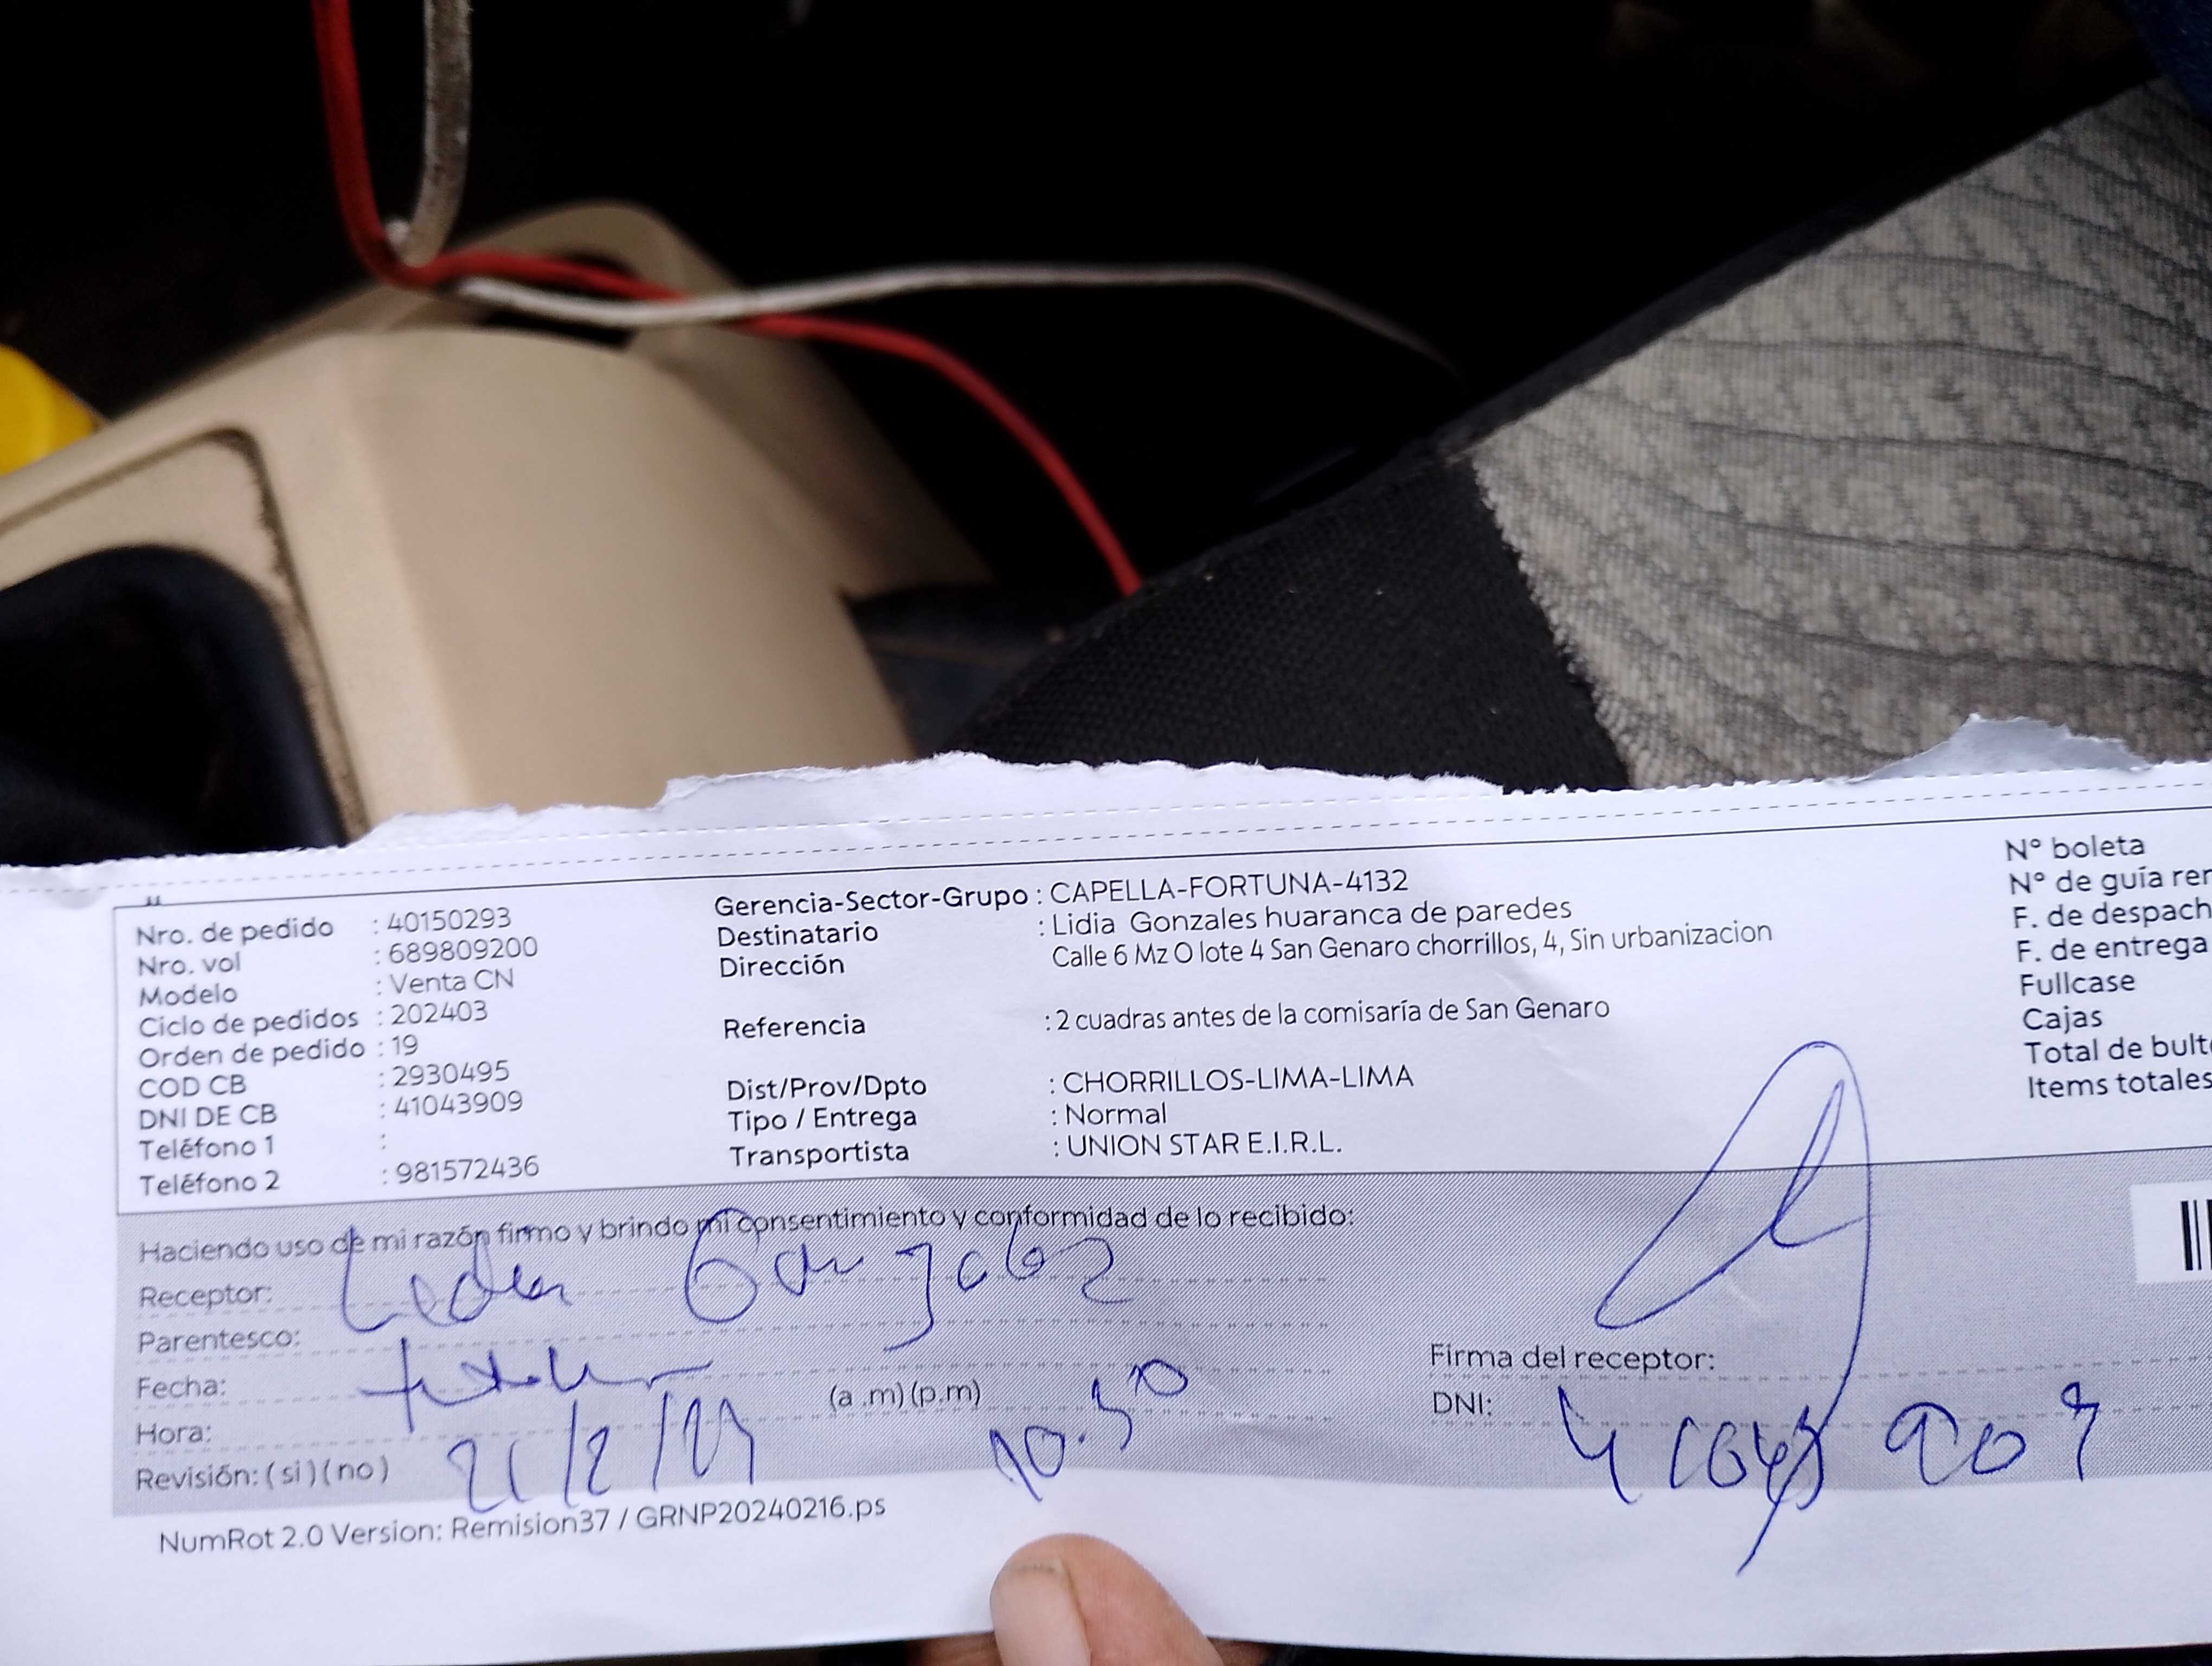 Nro. de pedido : 40150293
Nro. vol : 689809200
Modelo : Venta CN
Ciclo de pedidos : 202403
Orden de pedido : 19
COD CB : 2930495
DNI DE CB : 41043909
Teléfono 1 :
Teléfono 2 : 981572436
Gerencia-Sector-Grupo : CAPELLA-FORTUNA-4132
Destinatario : Lidia Gonzales huaranca de paredes
Dirección Calle 6 Mz O lote 4 San Genaro chorrillos, 4, Sin urbanizacion
Referencia : 2 cuadras antes de la comisaría de San Genaro
Dist/Prov/Dpto : CHORRILLOS-LIMA-LIMA
Tipo / Entrega : Normal
Transportista : UNION STAR E.I.R.L.
N° boleta
N° de guía rer
F. de despach
F. de entrega
Fullcase
Cajas
Total de bult
Items totales
Haciendo uso de mi razón firmo y brindo mi consentimiento y conformidad de lo recibido:
Receptor: Gonzales
Parentesco:
Fecha:
Hora: (a .m) (p.m) 10.50
Revisión: ( si ) ( no ) 21/2/24
Firma del receptor:
DNI: 41043909
NumRot 2.0 Version: Remision37 / GRNP20240216.ps